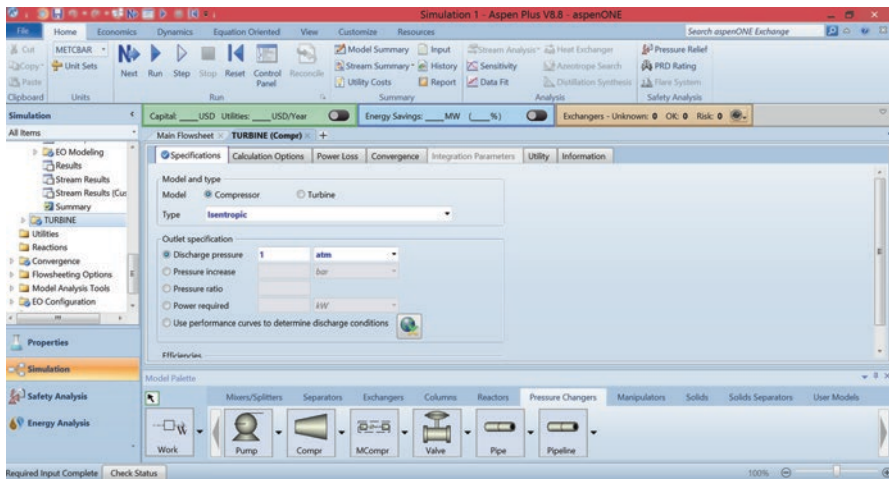 Simulation 1 - Aspen Plus V8.8 - aspenONE
File Home Economics Dynamics Equation Oriented View Customize Resources Search aspenONE Exchange
Cut METCBAR Model Summary Input Stream Analysis Heat Exchanger Pressure Relief
Copy Unit Sets Next Run Step Stop Reset Control Panel Reconcile Stream Summary History Sensitivity Azeotrope Search PRD Rating
Paste Utility Costs Report Data Fit Distillation Synthesis Flare System
Clipboard Units Run Summary Analysis Safety Analysis
Simulation Capital: ____USD Utilities: ____USD/Year Energy Savings: ____MW (____%) Exchangers - Unknown: 0 OK: 0 Risk: 0
All Items Main Flowsheet TURBINE (Compr) +
EO Modeling Specifications Calculation Options Power Loss Convergence Integration Parameters Utility Information
Results
Stream Results Model and type
Stream Results (Cus Model Compressor Turbine
Summary
TURBINE Type Isentropic
Utilities
Reactions Outlet specification
Convergence Discharge pressure 1 atm
Flowsheeting Options Pressure increase bar
Model Analysis Tools Pressure ratio
EO Configuration Power required kW
Use performance curves to determine discharge conditions
Properties
Efficiencies
Simulation Model Palette
Safety Analysis Mixers/Splitters Separators Exchangers Columns Reactors Pressure Changers Manipulators Solids Solids Separators User Models
Energy Analysis
Work Pump Compr MCompr Valve Pipe Pipeline
Required Input Complete Check Status 100%